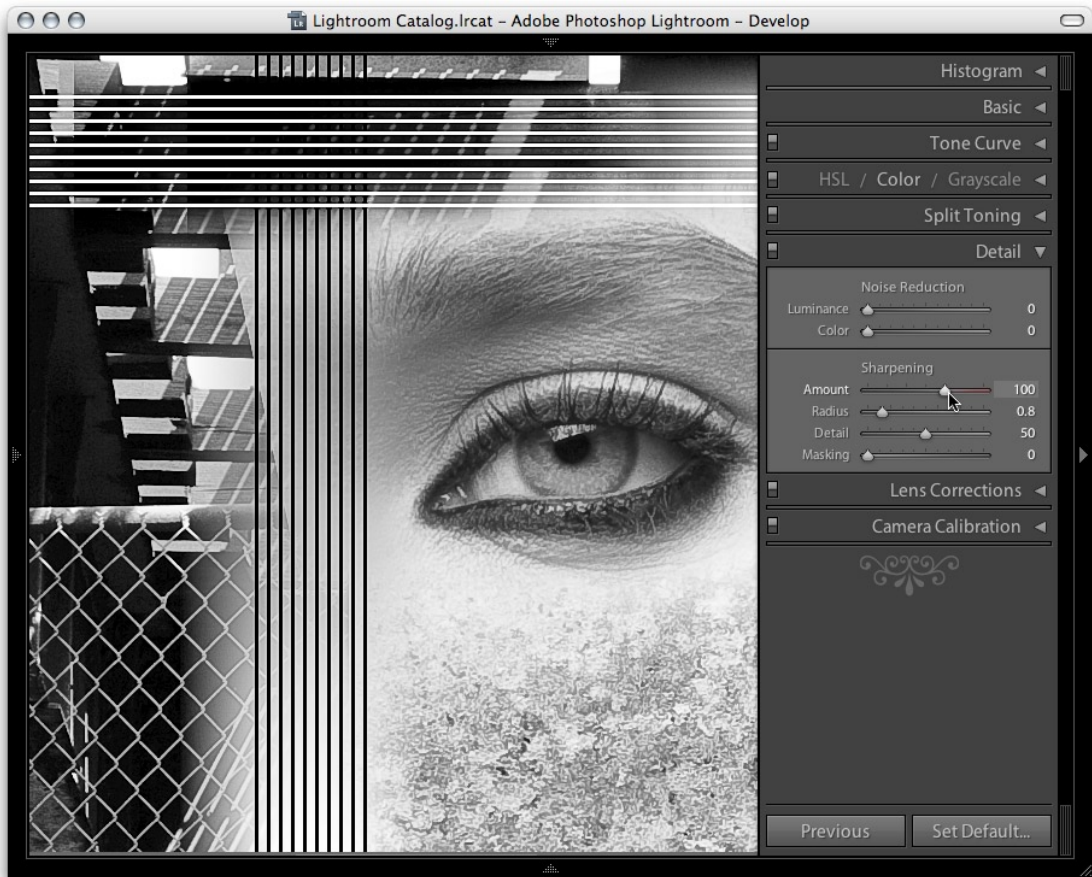 Lightroom Catalog.lrcat – Adobe Photoshop Lightroom – Develop
Histogram
Basic
Tone Curve
HSL / Color / Grayscale
Split Toning
Detail
Noise Reduction
Luminance 0
Color 0
Sharpening
Amount 100
Radius 0.8
Detail 50
Masking 0
Lens Corrections
Camera Calibration
Previous Set Default...